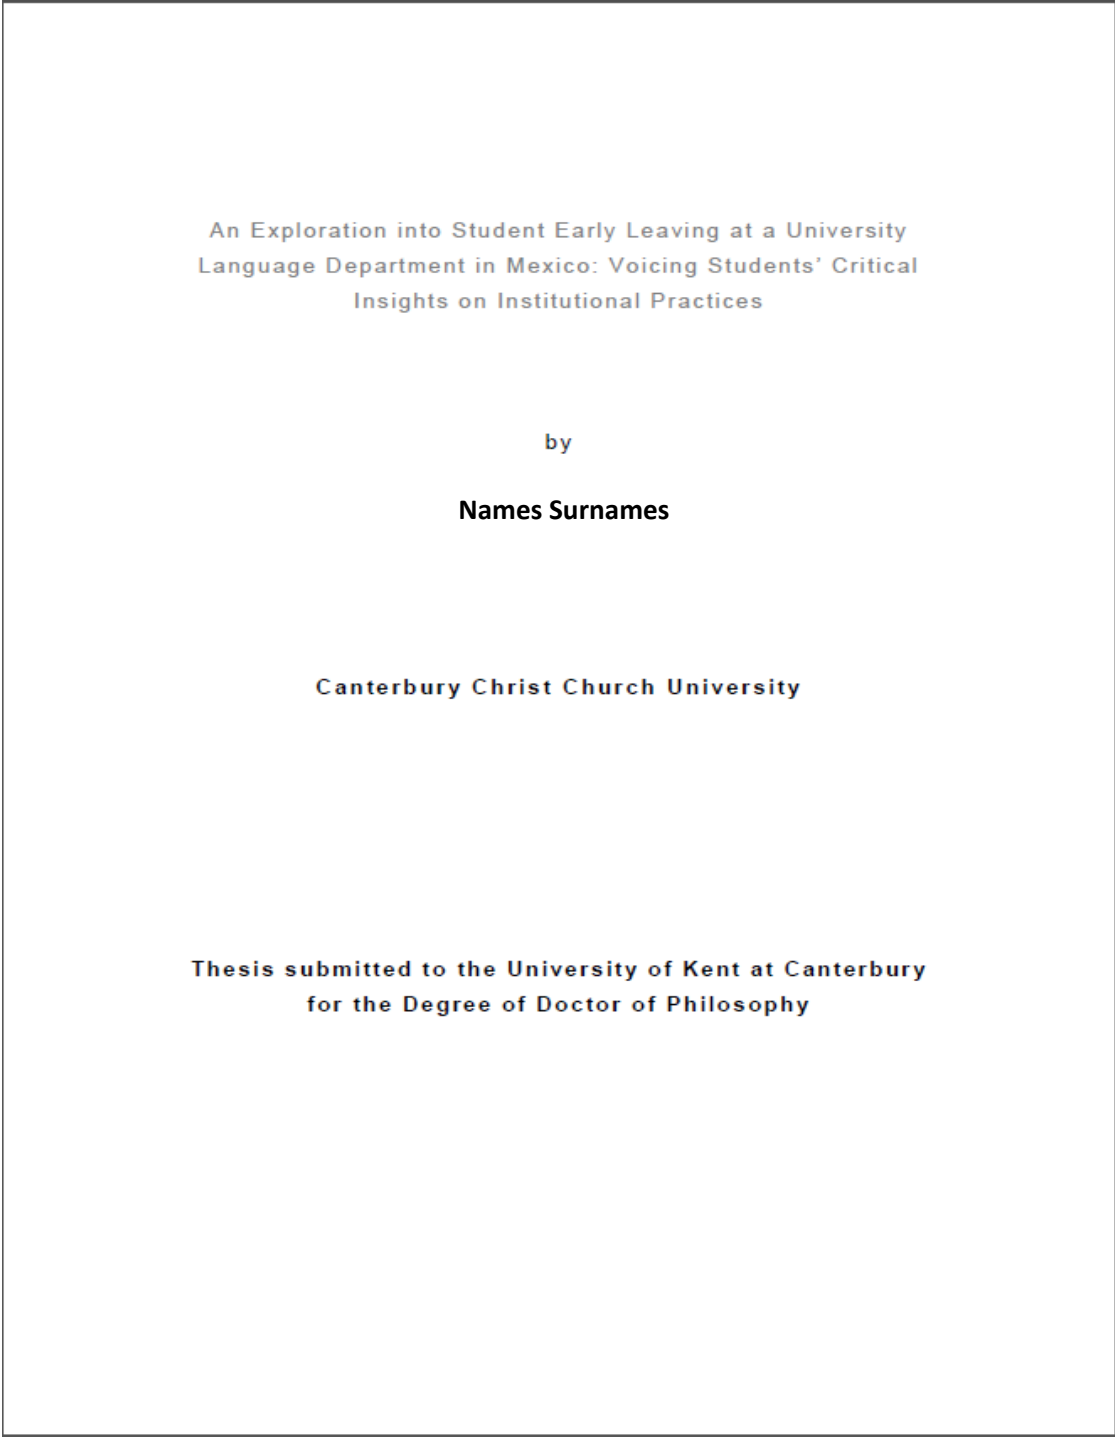 An Exploration into Student Early Leaving at a University
Language Department in Mexico: Voicing Students’ Critical
Insights on Institutional Practices
by
Names Surnames
Canterbury Christ Church University
Thesis submitted to the University of Kent at Canterbury
for the Degree of Doctor of Philosophy